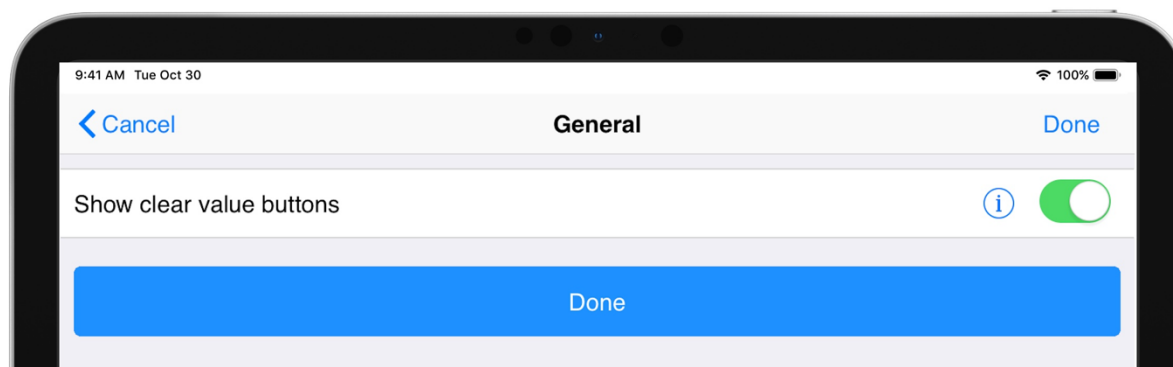 9:41 AM Tue Oct 30 100%
Cancel General Done
Show clear value buttons i
Done